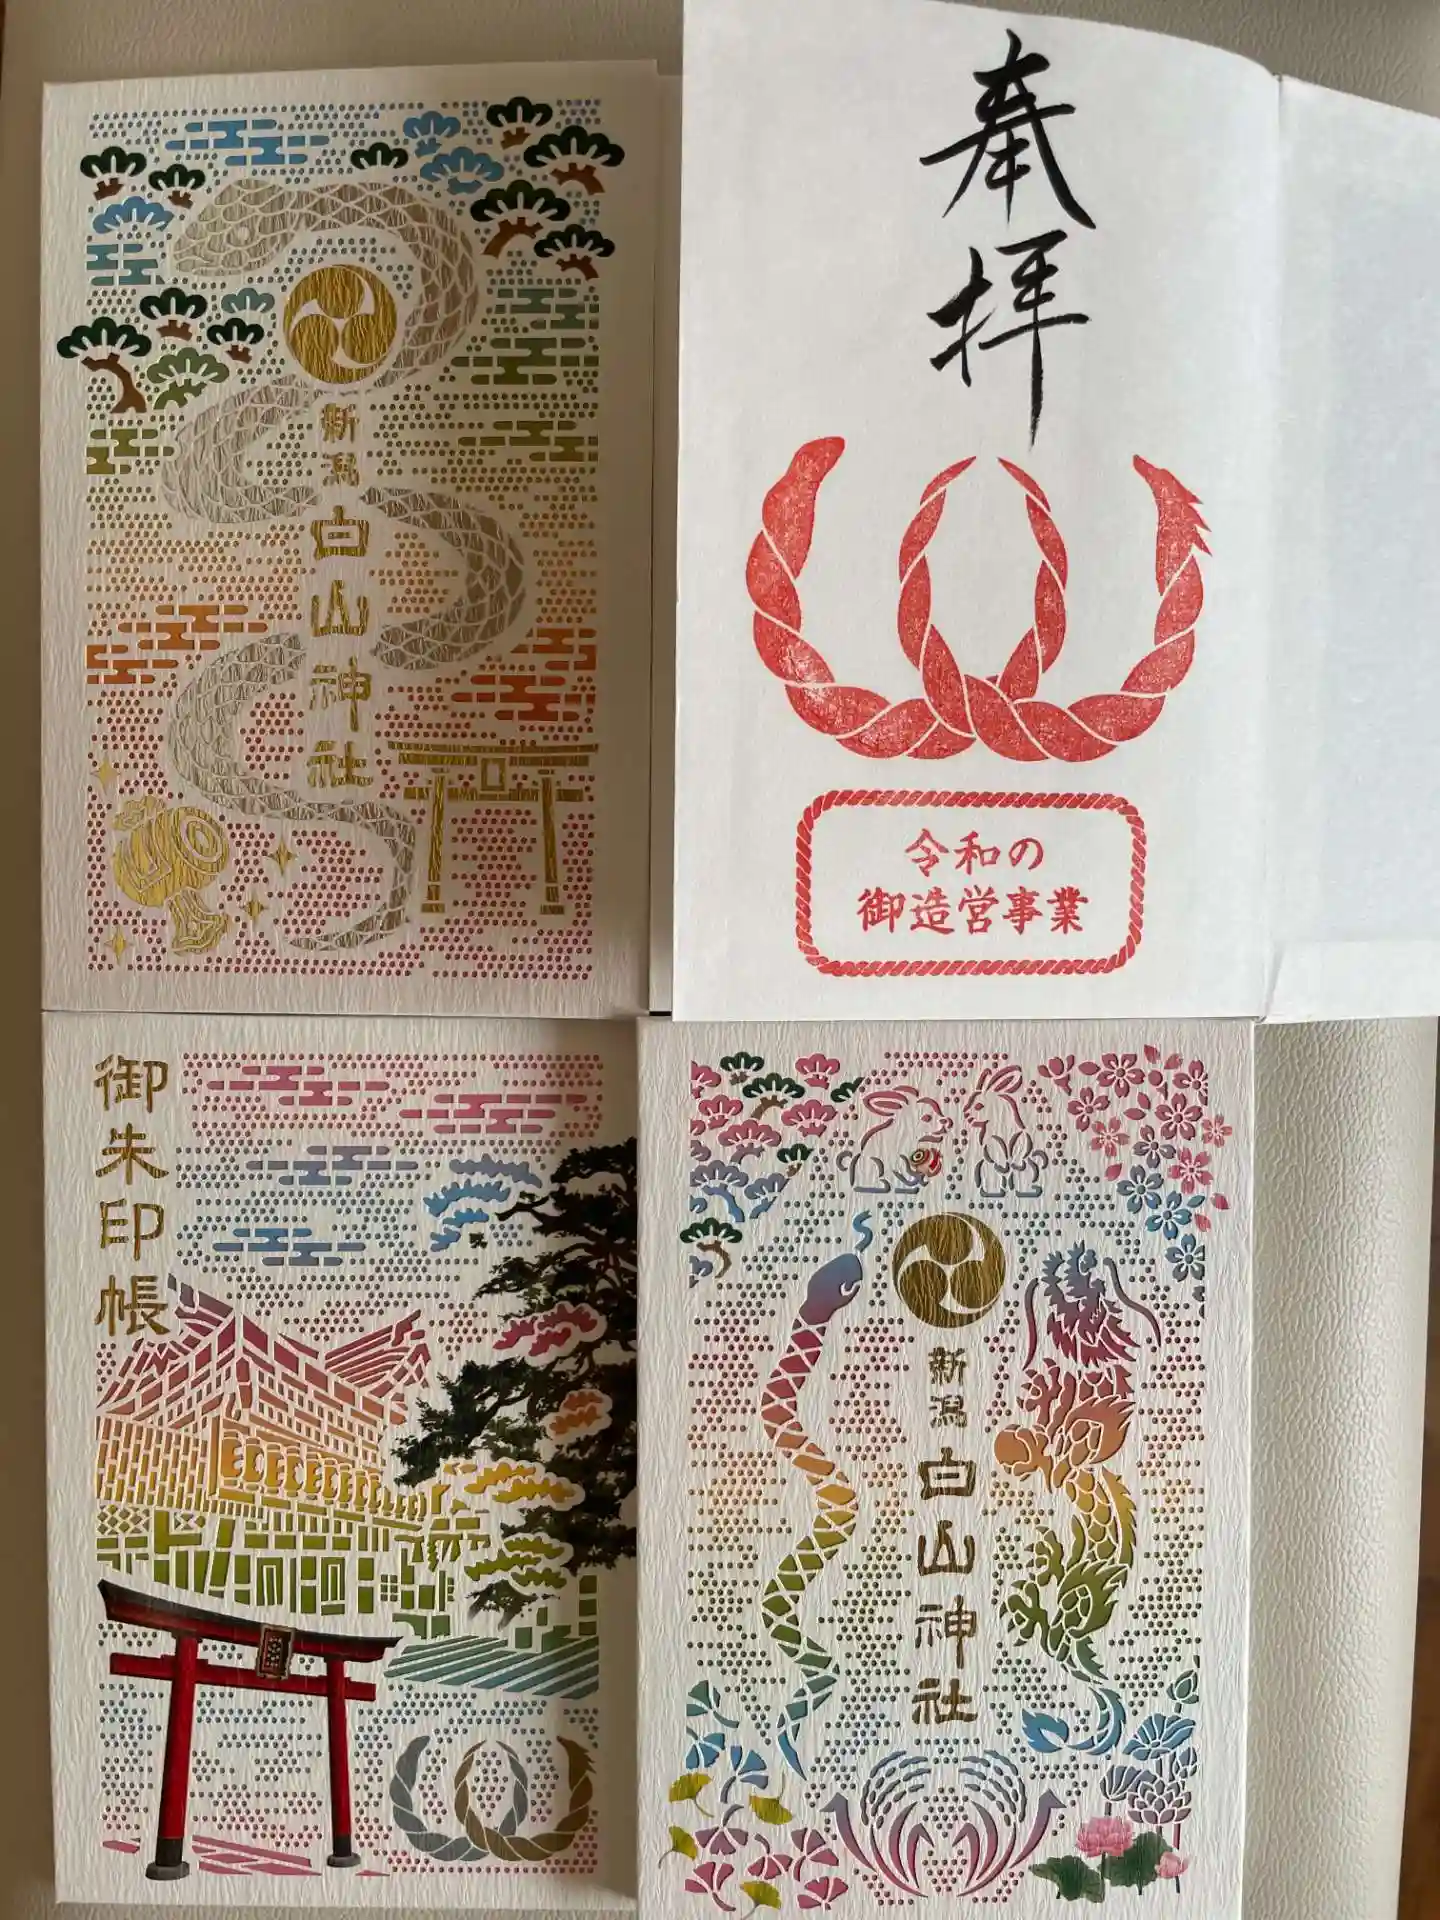 新潟
白山神社
奉拝
令和の
御造営事業
御朱印帳
新潟
白山神社